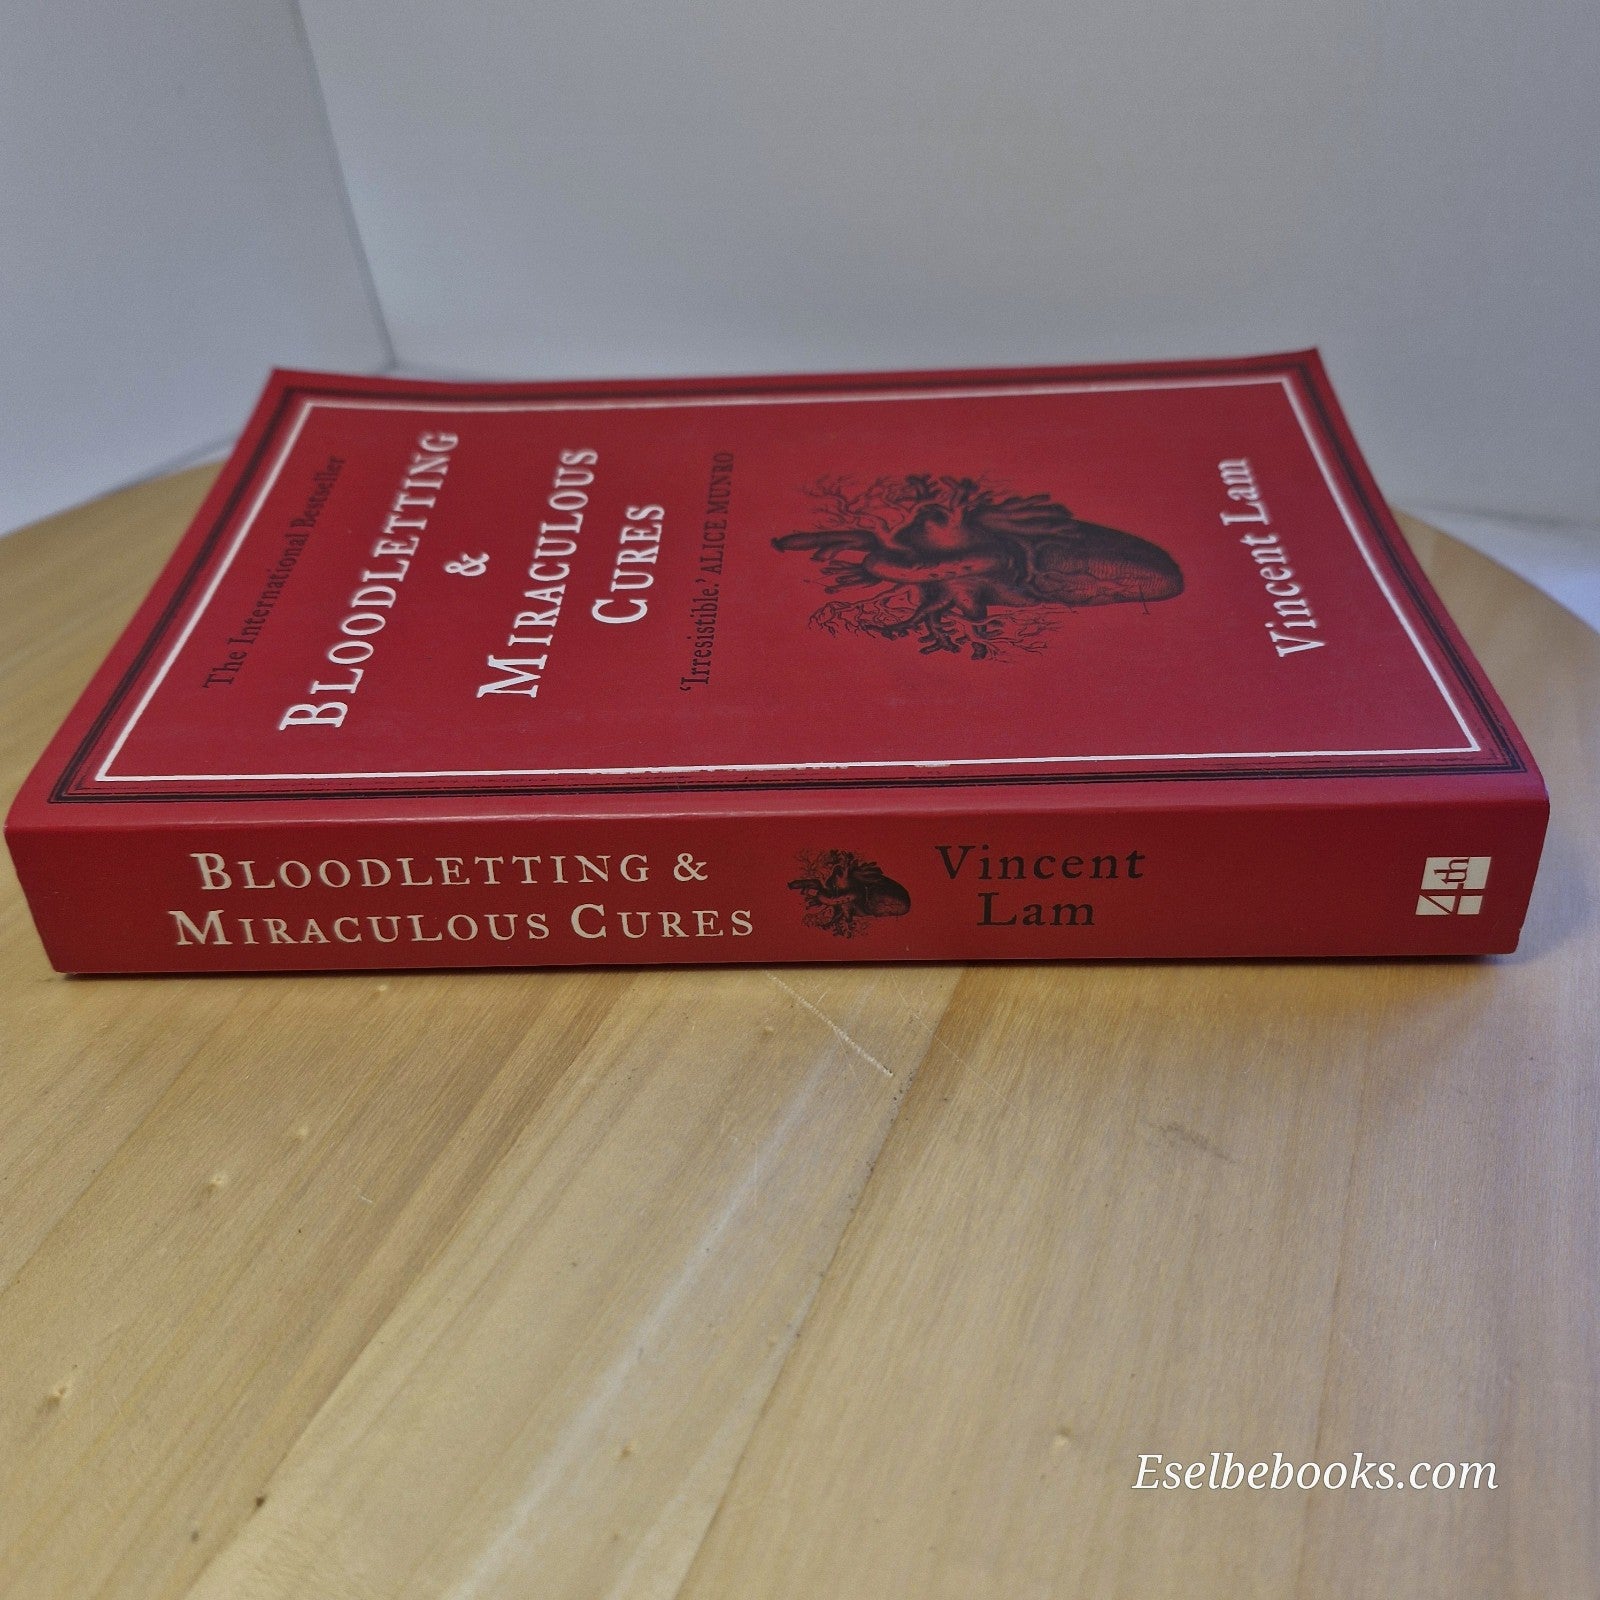 The International Bestseller
BLOODLETTING
&
MIRACULOUS
CURES
‘Irresistible.’ ALICE MUNRO
Vincent Lam
BLOODLETTING &
MIRACULOUS CURES
Vincent
Lam
4th
Eselbebooks.com